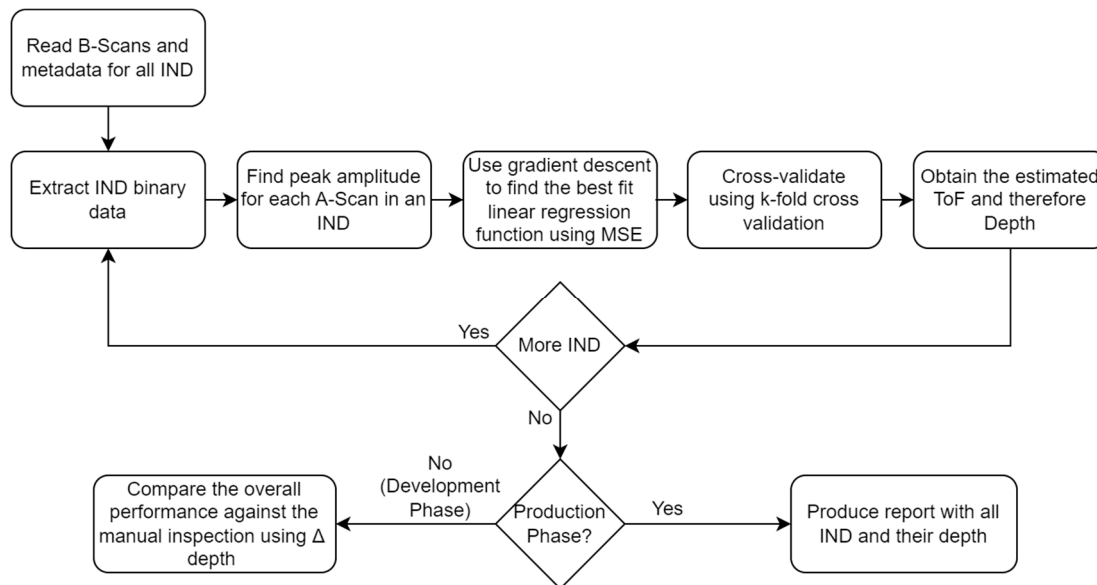 Read B-Scans and
metadata for all IND
Extract IND binary
data
Find peak amplitude
for each A-Scan in an
IND
Use gradient descent
to find the best fit
linear regression
function using MSE
Cross-validate
using k-fold cross
validation
Obtain the estimated
ToF and therefore
Depth
Yes
More IND
No
No
(Development
Phase)
Production
Phase?
Yes
Compare the overall
performance against the
manual inspection using Δ
depth
Produce report with all
IND and their depth